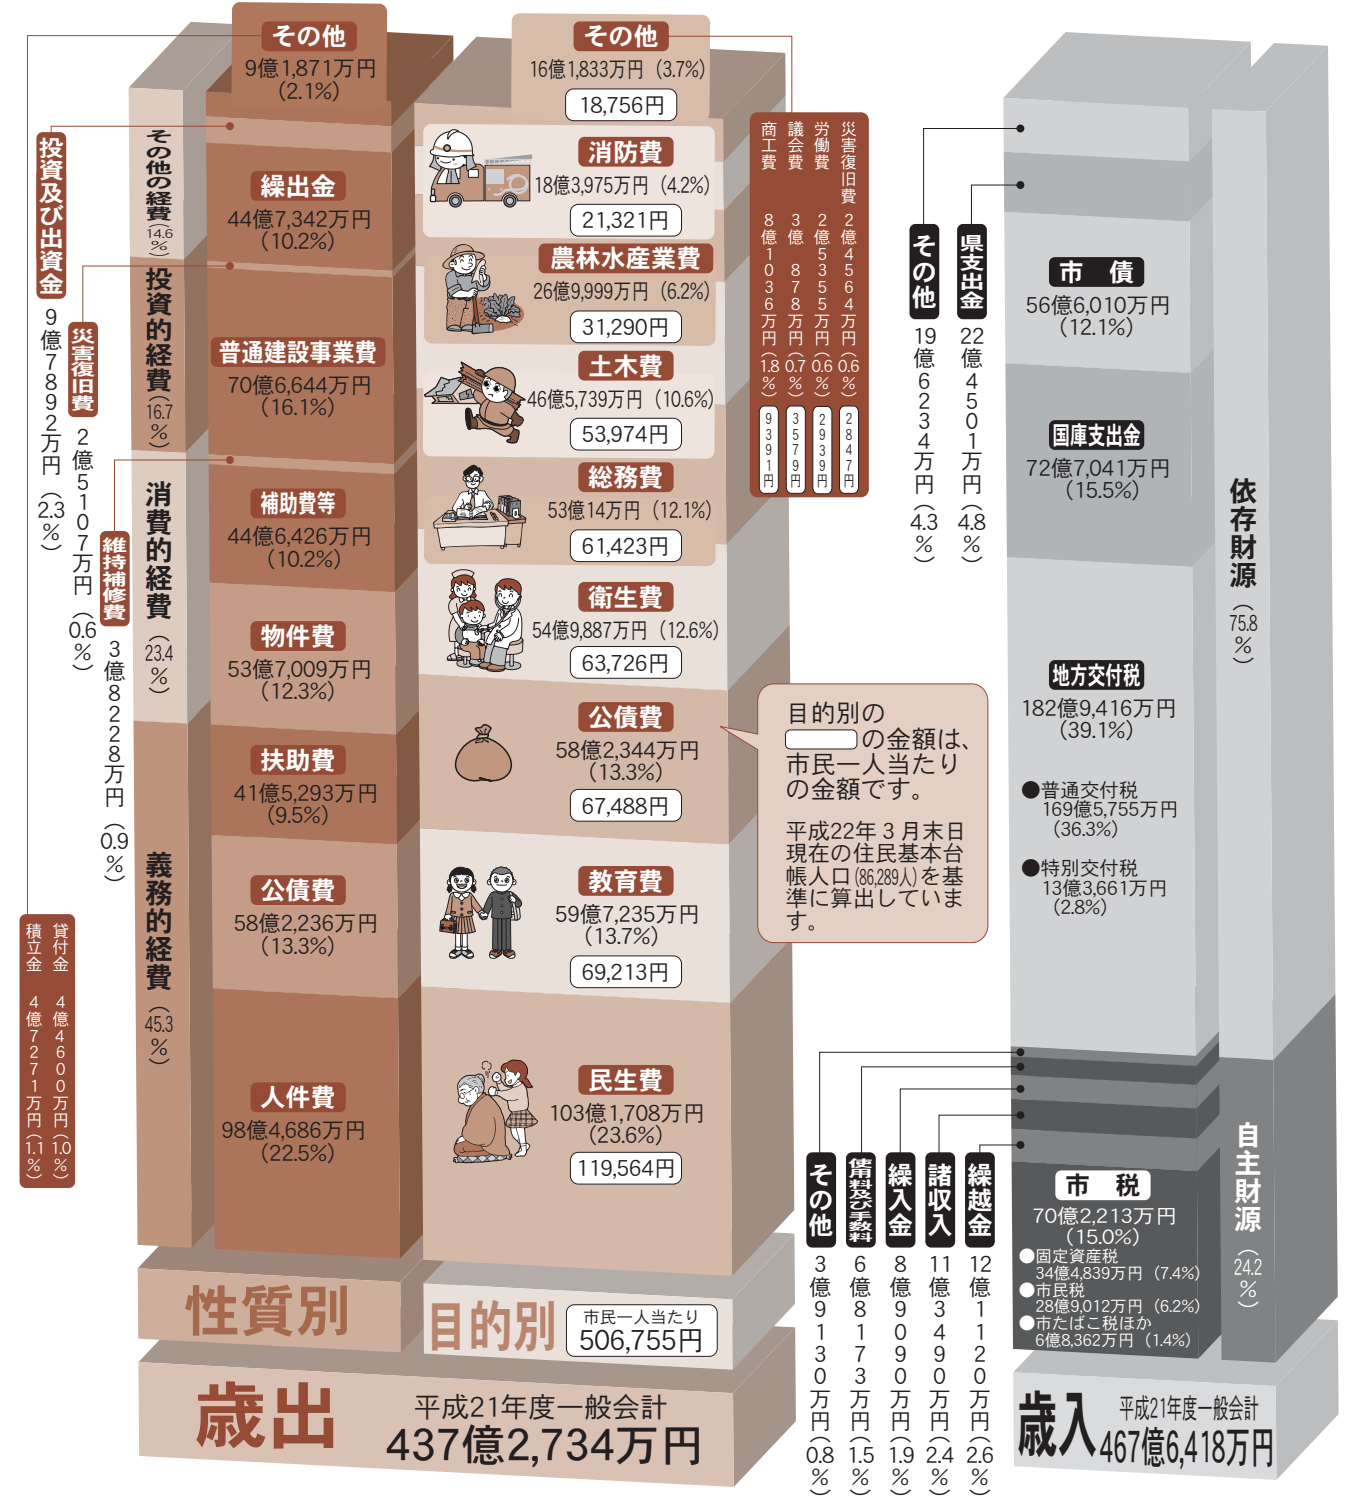 その他
9億1,871万円
(2.1%)
繰出金
44億7,342万円
(10.2%)
普通建設事業費
70億6,644万円
(16.1%)
補助費等
44億6,426万円
(10.2%)
物件費
53億7,009万円
(12.3%)
扶助費
41億5,293万円
(9.5%)
公債費
58億2,236万円
(13.3%)
人件費
98億4,686万円
(22.5%)
その他の経費(14.6%)
投資的経費(16.7%)
消費的経費(23.4%)
義務的経費(45.3%)
投資及び出資金 9億7892万円(2.3%)
災害復旧費 2億5107万円(0.6%)
維持補修費 3億8228万円(0.9%)
貸付金 4億4600万円(1.0%)
積立金 4億7271万円(1.1%)
性質別
その他
16億1,833万円(3.7%)
18,756円
消防費
18億3,975万円(4.2%)
21,321円
農林水産業費
26億9,999万円(6.2%)
31,290円
土木費
46億5,739万円(10.6%)
53,974円
総務費
53億14万円(12.1%)
61,423円
衛生費
54億9,887万円(12.6%)
63,726円
公債費
58億2,344万円
(13.3%)
67,488円
教育費
59億7,235万円
(13.7%)
69,213円
民生費
103億1,708万円
(23.6%)
119,564円
災害復旧費 2億4564万円(0.6%) 2847円
労働費 2億5355万円(0.6%) 2939円
議会費 3億878万円(0.7%) 3579円
商工費 8億1036万円(1.8%) 9391円
目的別の
の金額は、
市民一人当たり
の金額です。
平成22年3月末日
現在の住民基本台
帳人口(86,289人)を基
準に算出していま
す。
目的別
市民一人当たり
506,755円
歳出
平成21年度一般会計
437億2,734万円
その他 19億6234万円(4.3%)
県支出金 22億4501万円(4.8%)
市 債
56億6,010万円
(12.1%)
国庫支出金
72億7,041万円
(15.5%)
地方交付税
182億9,416万円
(39.1%)
●普通交付税
169億5,755万円
(36.3%)
●特別交付税
13億3,661万円
(2.8%)
依存財源(75.8%)
その他 3億9130万円(0.8%)
使用料及び手数料 6億8173万円(1.5%)
繰入金 8億9090万円(1.9%)
諸収入 11億3490万円(2.4%)
繰越金 12億1120万円(2.6%)
市 税
70億2,213万円
(15.0%)
●固定資産税
34億4,839万円(7.4%)
●市民税
28億9,012万円(6.2%)
●市たばこ税ほか
6億8,362万円(1.4%)
自主財源(24.2%)
歳入
平成21年度一般会計
467億6,418万円